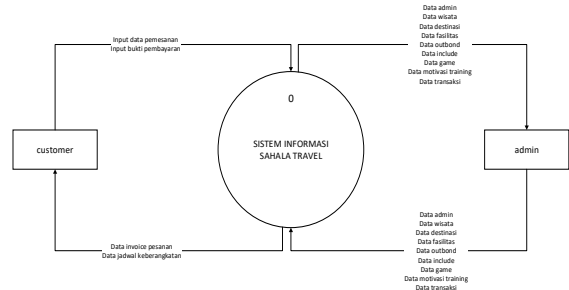 Data admin
Data wisata
Data destinasi
Data fasilitas
Data outbond
Data include
Data game
Data motivasi training
Data transaksi
Input data pemesanan
Input bukti pembayaran
0
customer
SISTEM INFORMASI
SAHALA TRAVEL
admin
Data invoice pesanan
Data jadwal keberangkatan
Data admin
Data wisata
Data destinasi
Data fasilitas
Data outbond
Data include
Data game
Data motivasi training
Data transaksi